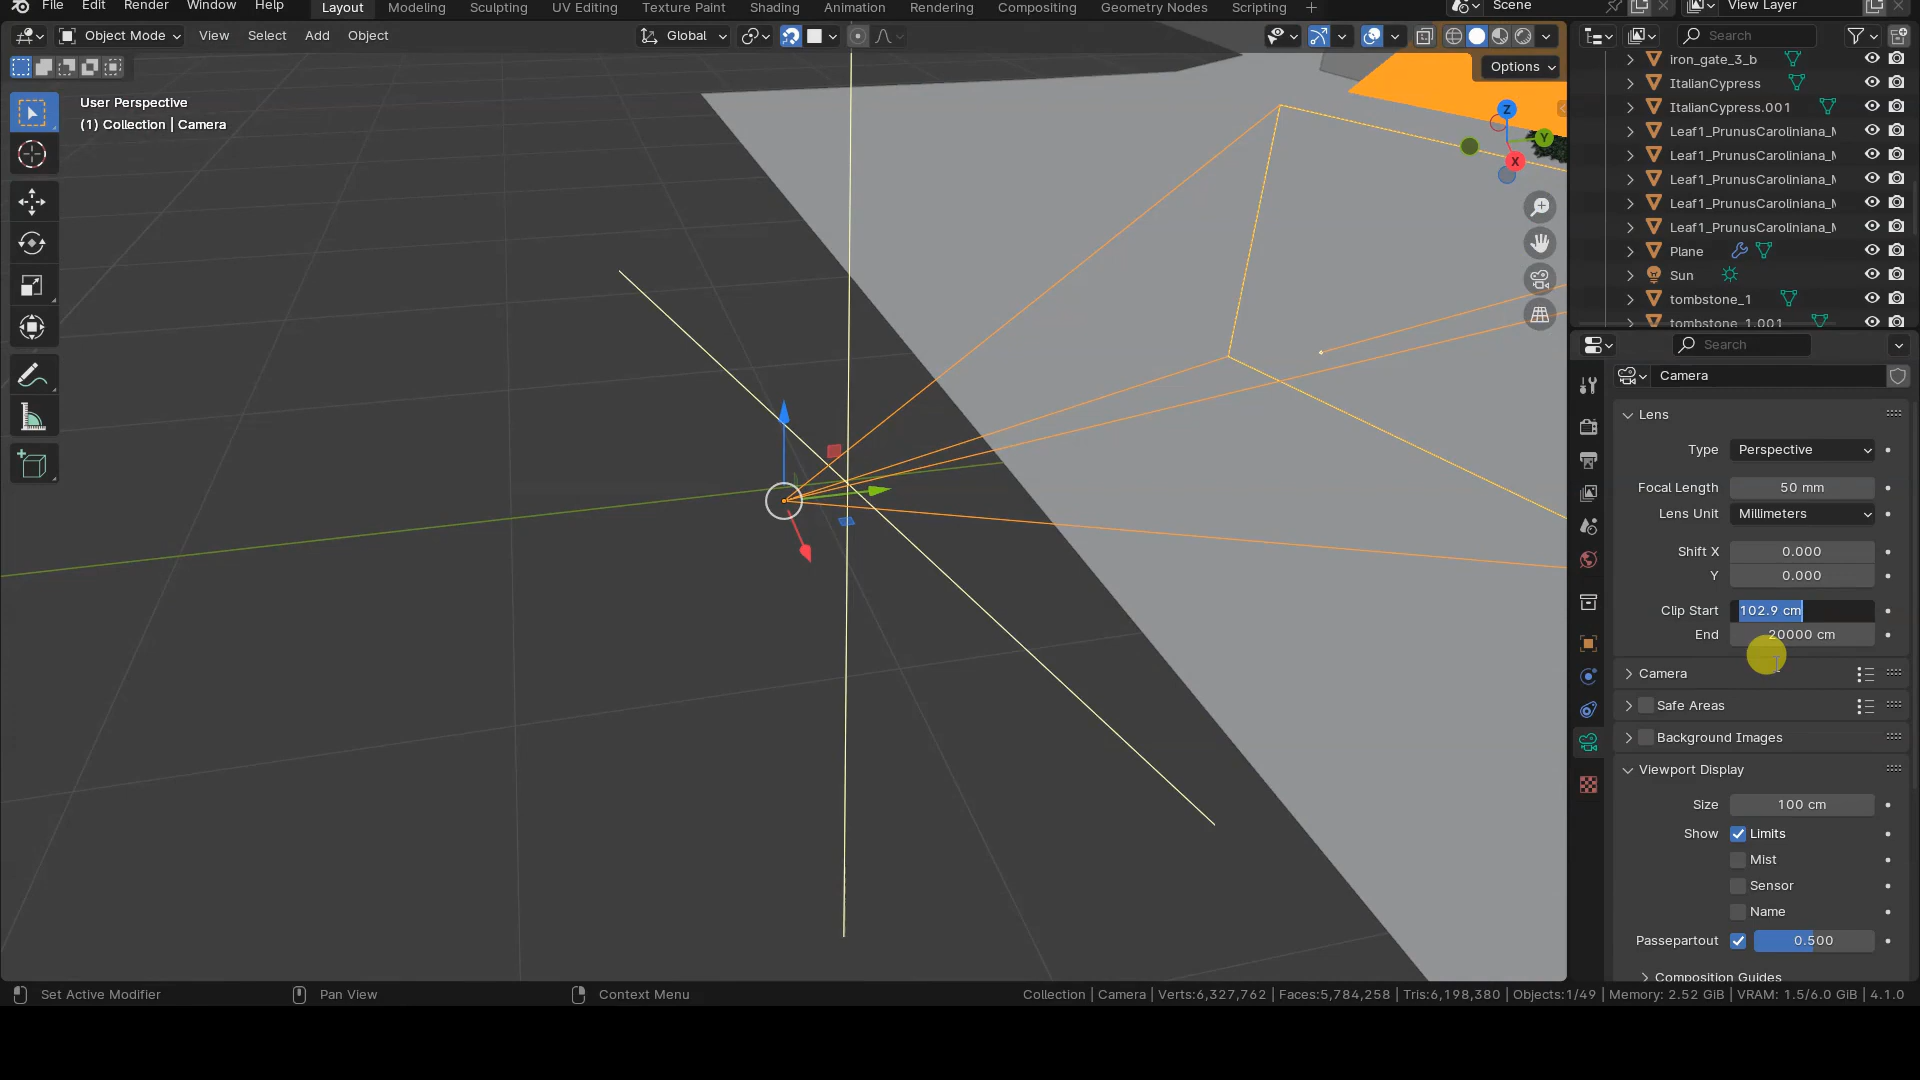 File Edit Render Window Help Layout Modeling Sculpting UV Editing Texture Paint Shading Animation Rendering Compositing Geometry Nodes Scripting + Scene View Layer
Object Mode View Select Add Object Global Search
Options
User Perspective
(1) Collection | Camera
Z
Y
X
iron_gate_3_b
ItalianCypress
ItalianCypress.001
Leaf1_PrunusCaroliniana_M
Leaf1_PrunusCaroliniana_M
Leaf1_PrunusCaroliniana_M
Leaf1_PrunusCaroliniana_M
Leaf1_PrunusCaroliniana_M
Plane
Sun
tombstone_1
tombstone_1.001
Search
Camera
Lens
Type Perspective
Focal Length 50 mm
Lens Unit Millimeters
Shift X 0.000
Y 0.000
Clip Start 102.9 cm
End 20000 cm
Camera
Safe Areas
Background Images
Viewport Display
Size 100 cm
Show Limits
Mist
Sensor
Name
Passepartout 0.500
Composition Guides
Set Active Modifier Pan View Context Menu Collection | Camera | Verts:6,327,762 | Faces:5,784,258 | Tris:6,198,380 | Objects:1/49 | Memory: 2.52 GiB | VRAM: 1.5/6.0 GiB | 4.1.0